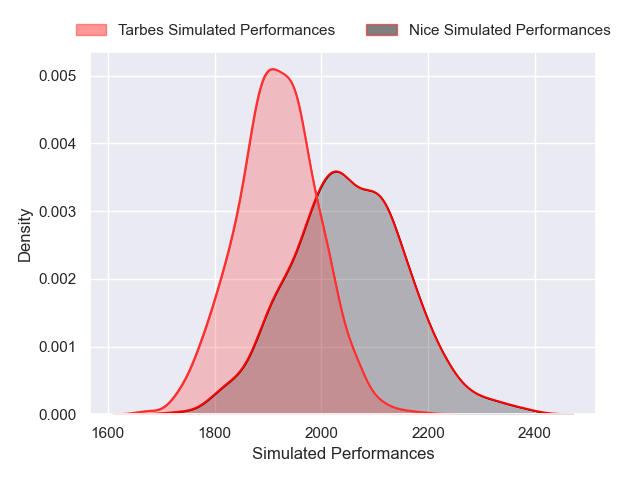 Tarbes Simulated Performances Nice Simulated Performances
0.005
0.004
0.003
0.002
0.001
0.000
Density
1600 1800 2000 2200 2400
Simulated Performances